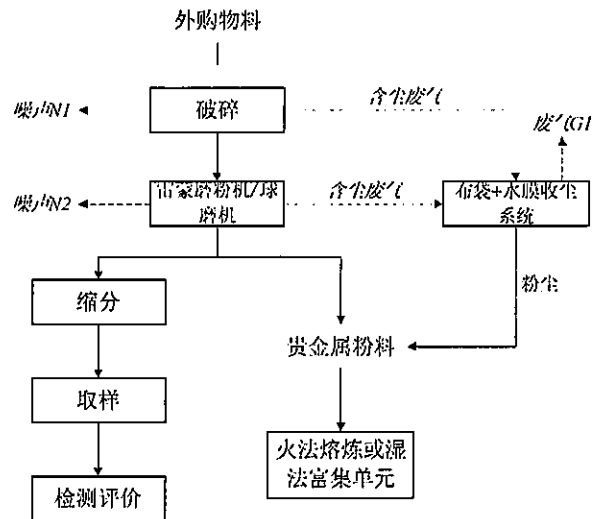 外购物料
噪声N1
破碎
含尘废气
废气G1
噪声N2
雷蒙磨粉机/球
磨机
含尘废气
布袋+水膜收尘
系统
缩分
粉尘
贵金属粉料
取样
火法熔炼或湿
法富集单元
检测评价